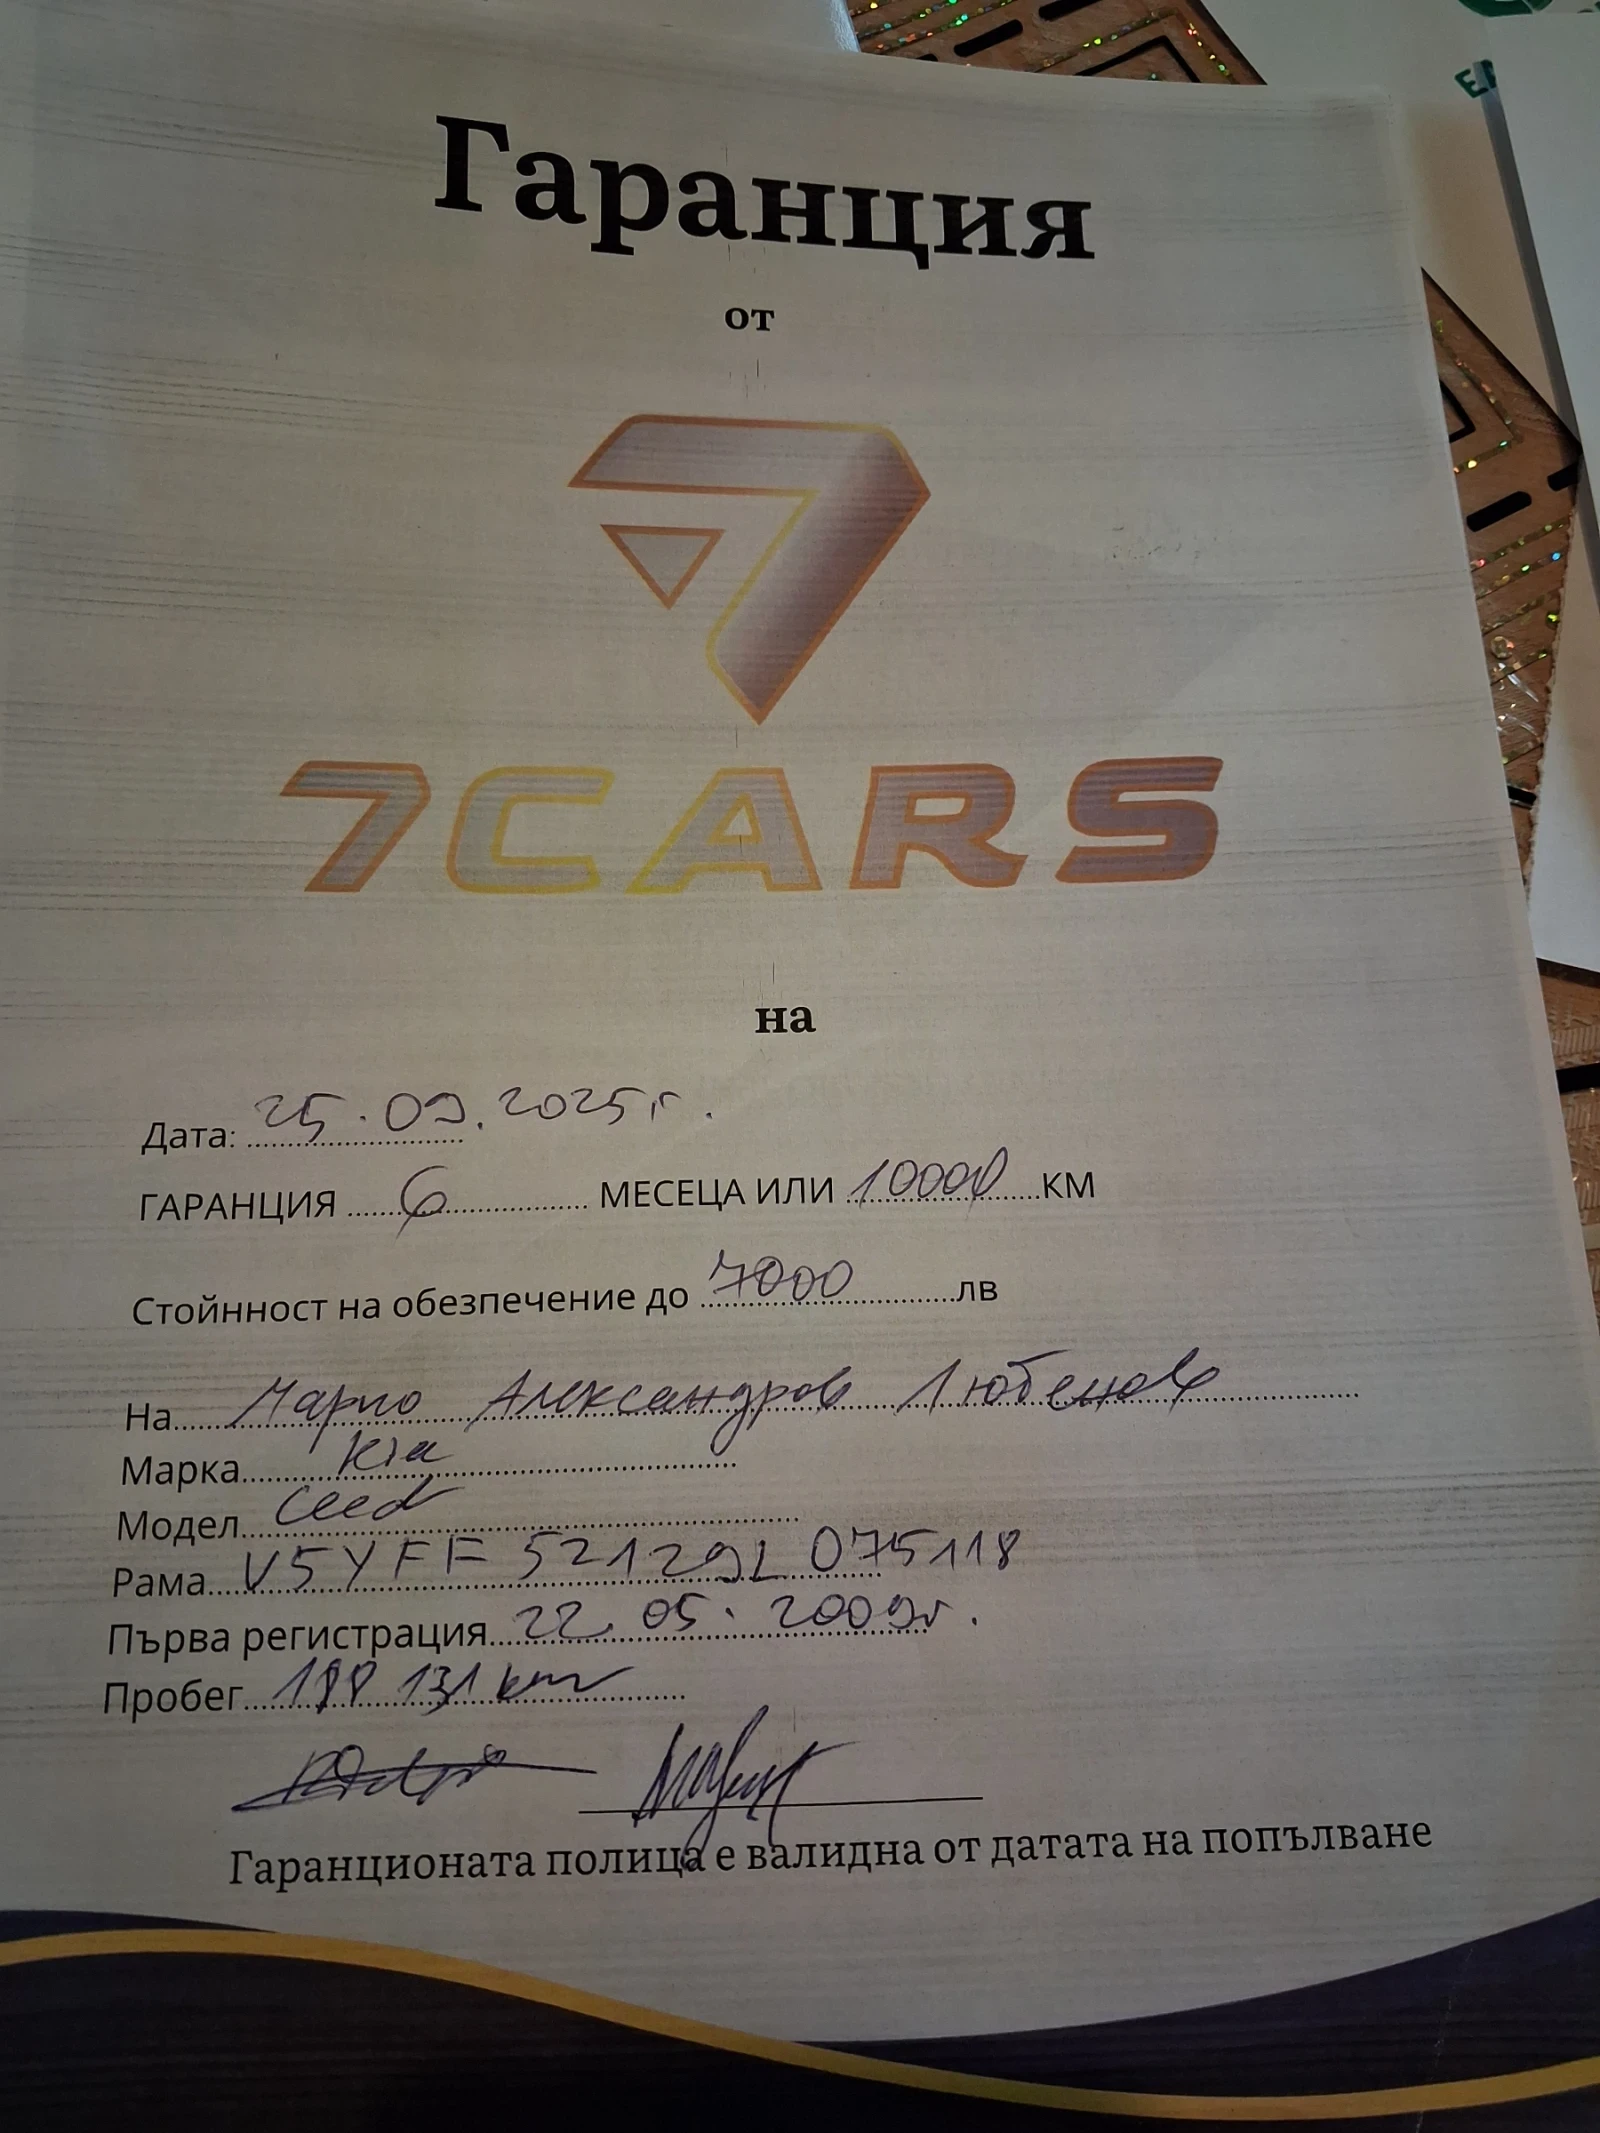 Гаранция
от
7CARS
на
Дата: 25.09.2025г.
ГАРАНЦИЯ 6 МЕСЕЦА ИЛИ 10000 КМ
Стойнност на обезпечение до 7000 лв
На Марио Александров Любенов
Марка Kia
Модел Ceed
Рама V5YFF52129L075118
Първа регистрация 22.05.2009г.
Пробег 188 131 km
Гаранционата полица е валидна от датата на попълване